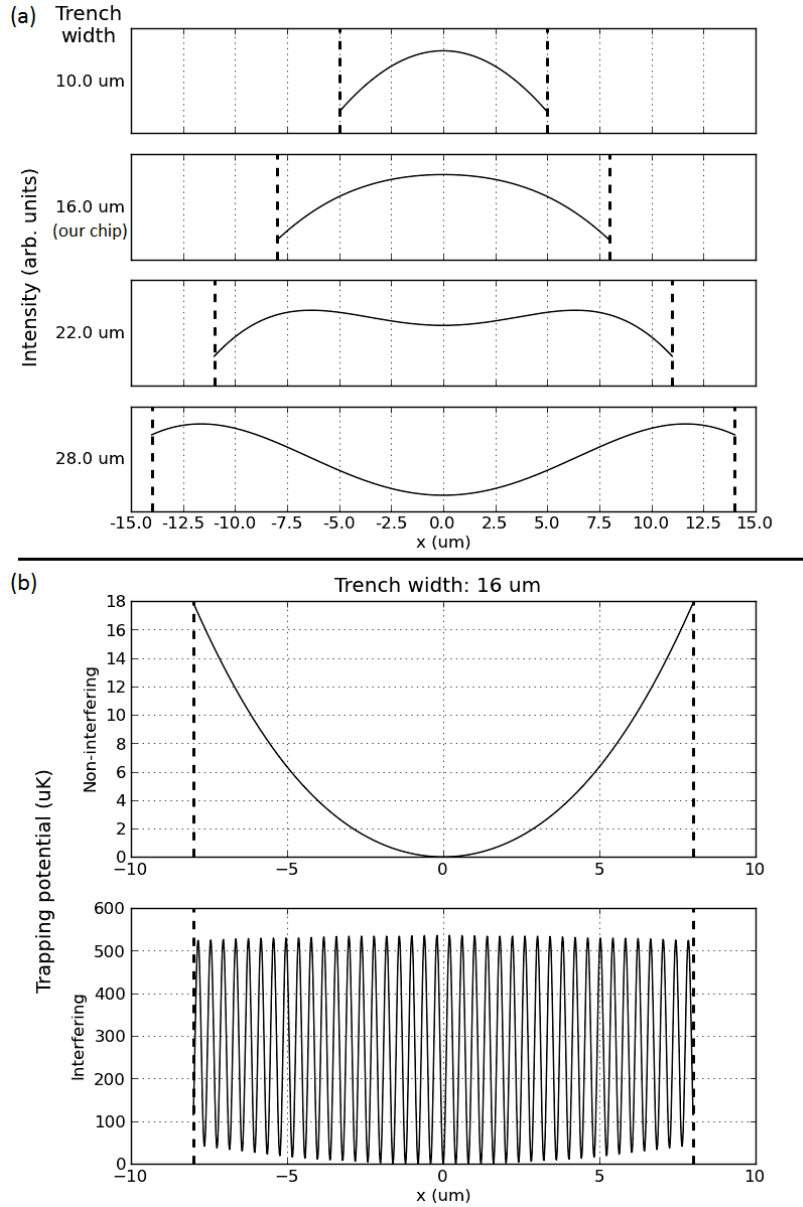 (a)
Trench
width
10.0 um
16.0 um
(our chip)
22.0 um
28.0 um
Intensity (arb. units)
-15.0 -12.5 -10.0 -7.5 -5.0 -2.5 0.0 2.5 5.0 7.5 10.0 12.5 15.0
x (um)
(b)
Trench width: 16 um
Trapping potential (uK)
Non-interfering
18
16
14
12
10
8
6
4
2
0
−10 −5 0 5 10
Interfering
600
500
400
300
200
100
0
−10 −5 0 5 10
x (um)